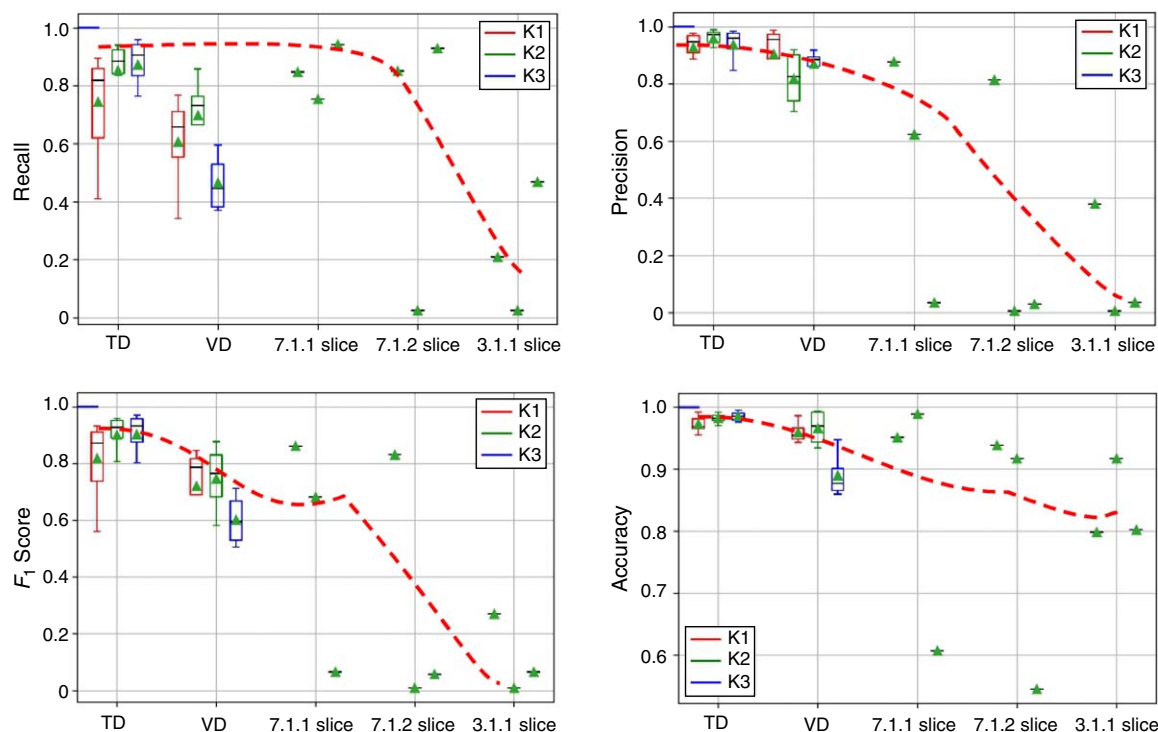 1.0
0.8
0.6
0.4
0.2
0
Recall
K1
K2
K3
TD VD 7.1.1 slice 7.1.2 slice 3.1.1 slice
1.0
0.8
0.6
0.4
0.2
0
Precision
K1
K2
K3
TD VD 7.1.1 slice 7.1.2 slice 3.1.1 slice
1.0
0.8
0.6
0.4
0.2
0
F1 Score
K1
K2
K3
TD VD 7.1.1 slice 7.1.2 slice 3.1.1 slice
1.0
0.9
0.8
0.7
0.6
Accuracy
K1
K2
K3
TD VD 7.1.1 slice 7.1.2 slice 3.1.1 slice